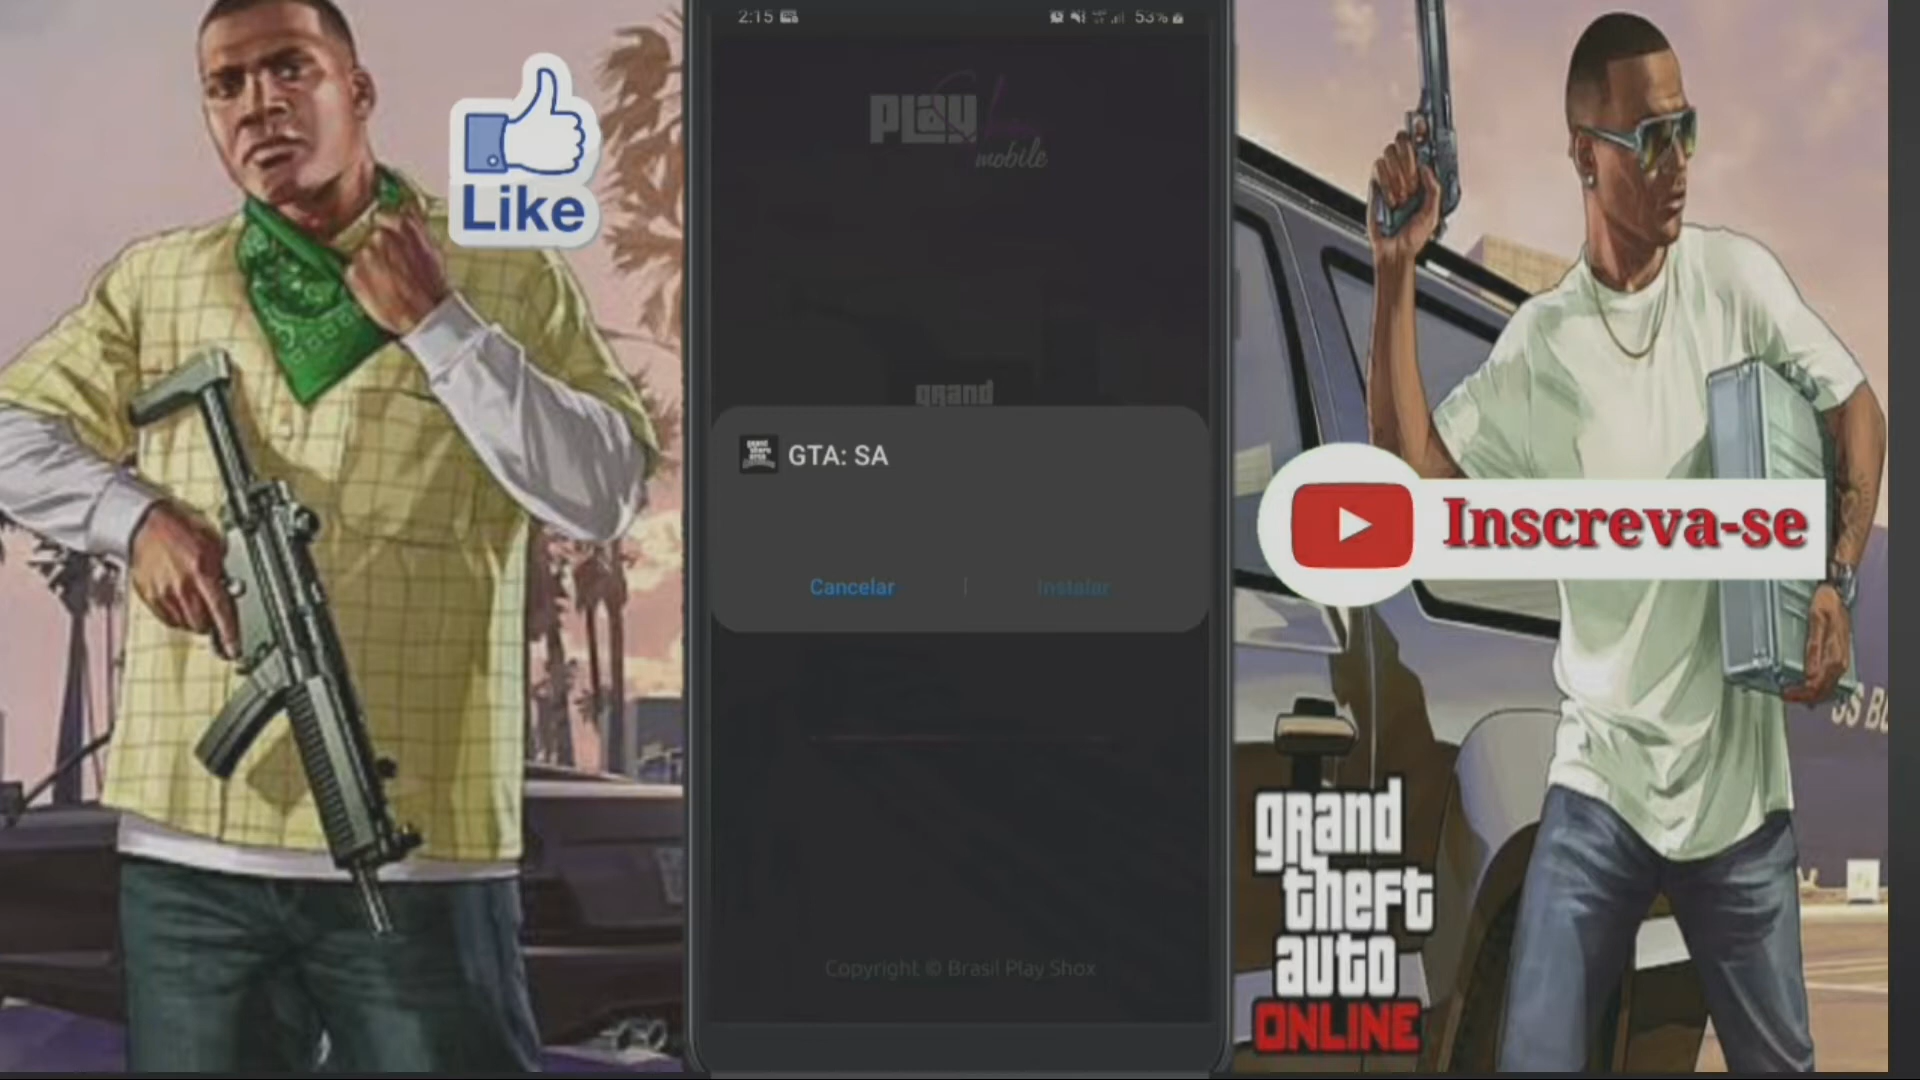 2:15
53%
PLay
mobile
Like
grand
GTA: SA
Cancelar | Instalar
Inscreva-se
Copyright © Brasil Play Shox
grand
theft
auto
ONLINE